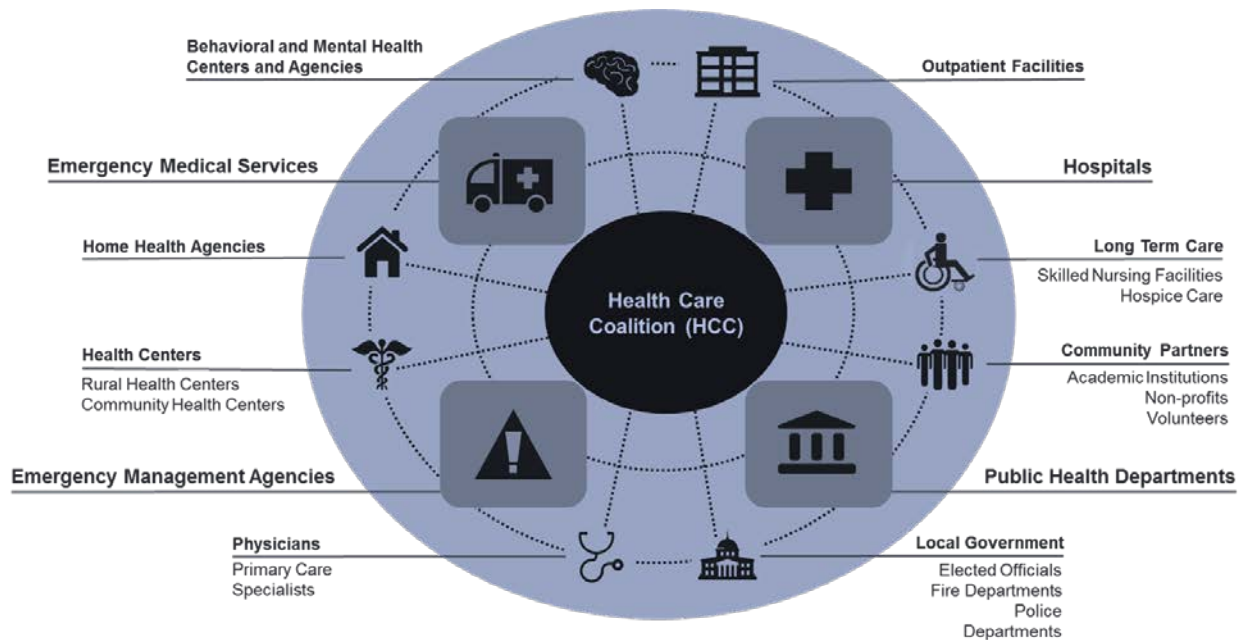 Behavioral and Mental Health
Centers and Agencies
Outpatient Facilities
Emergency Medical Services
Hospitals
Home Health Agencies
Long Term Care
Skilled Nursing Facilities
Hospice Care
Health Care
Coalition (HCC)
Health Centers
Rural Health Centers
Community Health Centers
Community Partners
Academic Institutions
Non-profits
Volunteers
Emergency Management Agencies
Public Health Departments
Physicians
Primary Care
Specialists
Local Government
Elected Officials
Fire Departments
Police
Departments